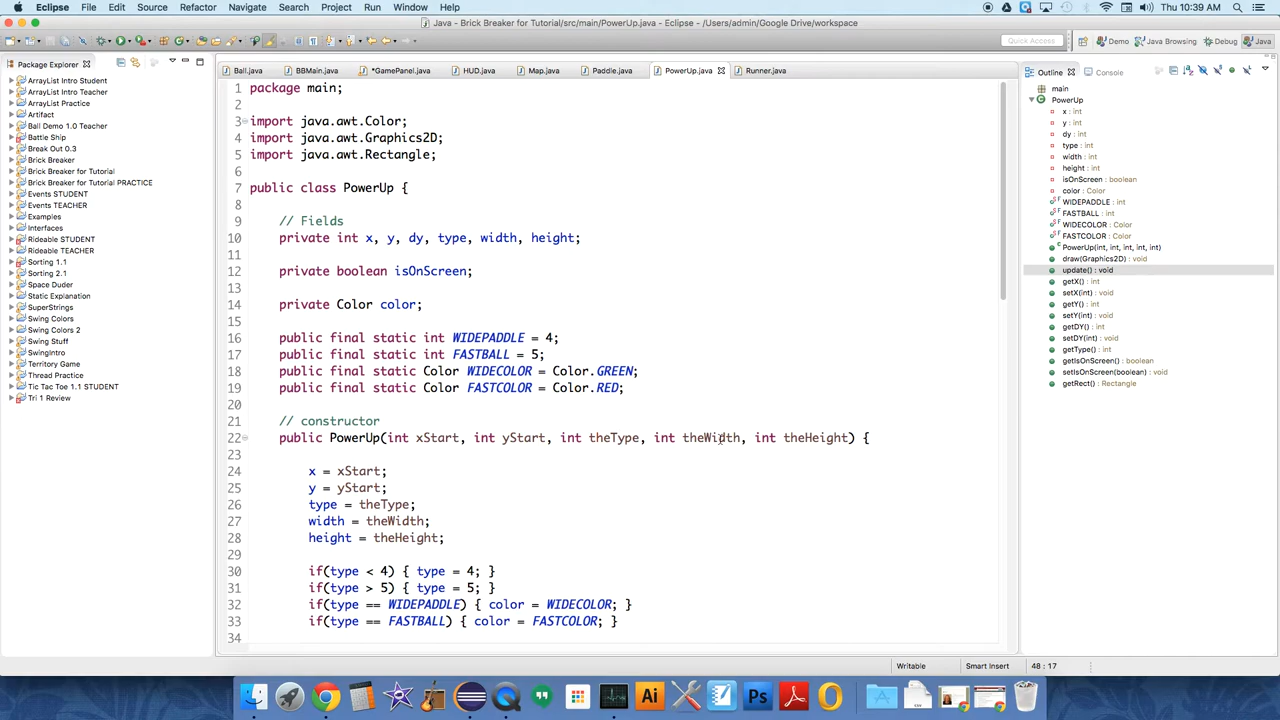 Eclipse File Edit Source Refactor Navigate Search Project Run Window Help Thu 10:39 AM
Java - Brick Breaker for Tutorial/src/main/PowerUp.java - Eclipse - /Users/admin/Google Drive/workspace
Quick Access Demo Java Browsing Debug Java
Package Explorer
ArrayList Intro Student
ArrayList Intro Teacher
ArrayList Practice
Artifact
Ball Demo 1.0 Teacher
Battle Ship
Break Out 0.3
Brick Breaker
Brick Breaker for Tutorial
Brick Breaker for Tutorial PRACTICE
Events STUDENT
Events TEACHER
Examples
Interfaces
Rideable STUDENT
Rideable TEACHER
Sorting 1.1
Sorting 2.1
Space Duder
Static Explanation
SuperStrings
Swing Colors
Swing Colors 2
Swing Stuff
SwingIntro
Territory Game
Thread Practice
Tic Tac Toe 1.1 STUDENT
Tri 1 Review
Ball.java BBMain.java *GamePanel.java HUD.java Map.java Paddle.java PowerUp.java Runner.java
1 package main;
2
3 import java.awt.Color;
4 import java.awt.Graphics2D;
5 import java.awt.Rectangle;
6
7 public class PowerUp {
8
9 // Fields
10 private int x, y, dy, type, width, height;
11
12 private boolean isOnScreen;
13
14 private Color color;
15
16 public final static int WIDEPADDLE = 4;
17 public final static int FASTBALL = 5;
18 public final static Color WIDECOLOR = Color.GREEN;
19 public final static Color FASTCOLOR = Color.RED;
20
21 // constructor
22 public PowerUp(int xStart, int yStart, int theType, int theWidth, int theHeight) {
23
24 x = xStart;
25 y = yStart;
26 type = theType;
27 width = theWidth;
28 height = theHeight;
29
30 if(type < 4) { type = 4; }
31 if(type > 5) { type = 5; }
32 if(type == WIDEPADDLE) { color = WIDECOLOR; }
33 if(type == FASTBALL) { color = FASTCOLOR; }
34
Outline Console
main
PowerUp
x : int
y : int
dy : int
type : int
width : int
height : int
isOnScreen : boolean
color : Color
WIDEPADDLE : int
FASTBALL : int
WIDECOLOR : Color
FASTCOLOR : Color
PowerUp(int, int, int, int, int)
draw(Graphics2D) : void
update() : void
getX() : int
setX(int) : void
getY() : int
setY(int) : void
getDY() : int
setDY(int) : void
getType() : int
getIsOnScreen() : boolean
setIsOnScreen(boolean) : void
getRect() : Rectangle
Writable Smart Insert 48 : 17
Ai Ps